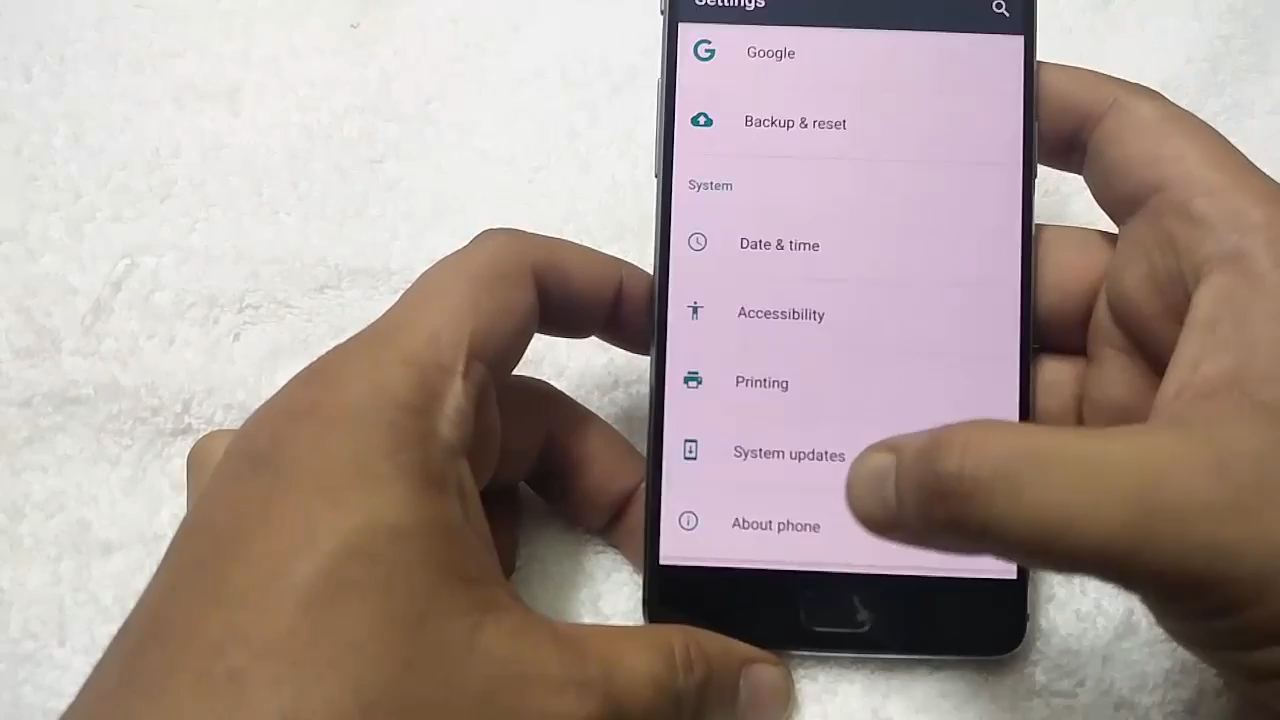 Settings
Google
Backup & reset
System
Date & time
Accessibility
Printing
System updates
About phone